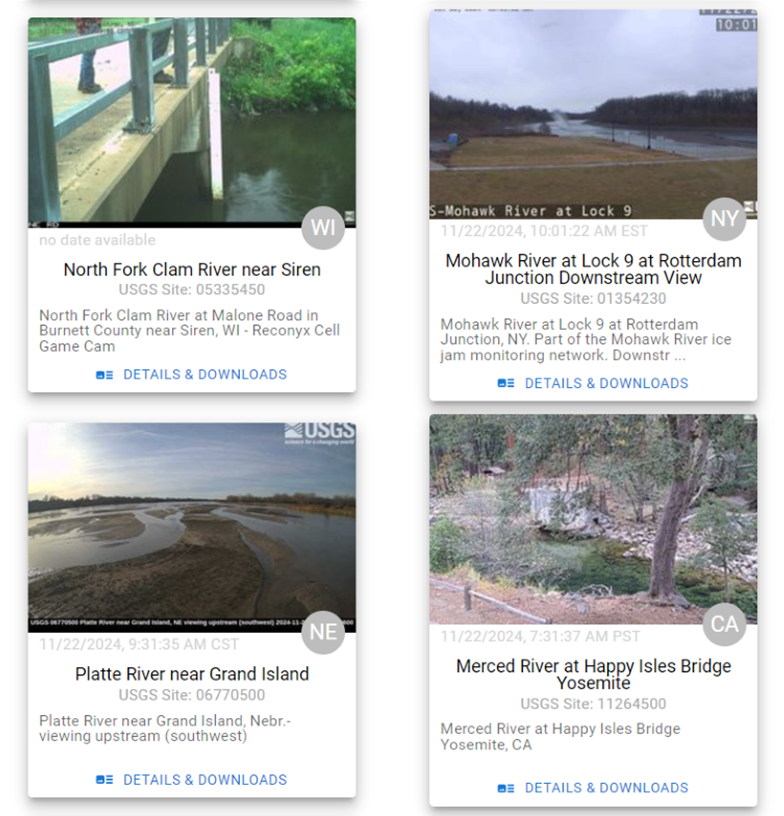 WI
no date available
North Fork Clam River near Siren
USGS Site: 05335450
North Fork Clam River at Malone Road in
Burnett County near Siren, WI - Reconyx Cell
Game Cam
DETAILS & DOWNLOADS
10:01
S-Mohawk River at Lock 9
NY
11/22/2024, 10:01:22 AM EST
Mohawk River at Lock 9 at Rotterdam
Junction Downstream View
USGS Site: 01354230
Mohawk River at Lock 9 at Rotterdam
Junction, NY. Part of the Mohawk River ice
jam monitoring network. Downstr ...
DETAILS & DOWNLOADS
USGS
science for a changing world
USGS 06770500 Platte River near Grand Island, NE viewing upstream (southwest) 2024-11-2
NE
11/22/2024, 9:31:35 AM CST
Platte River near Grand Island
USGS Site: 06770500
Platte River near Grand Island, Nebr.-
viewing upstream (southwest)
DETAILS & DOWNLOADS
CA
11/22/2024, 7:31:37 AM PST
Merced River at Happy Isles Bridge
Yosemite
USGS Site: 11264500
Merced River at Happy Isles Bridge
Yosemite, CA
DETAILS & DOWNLOADS